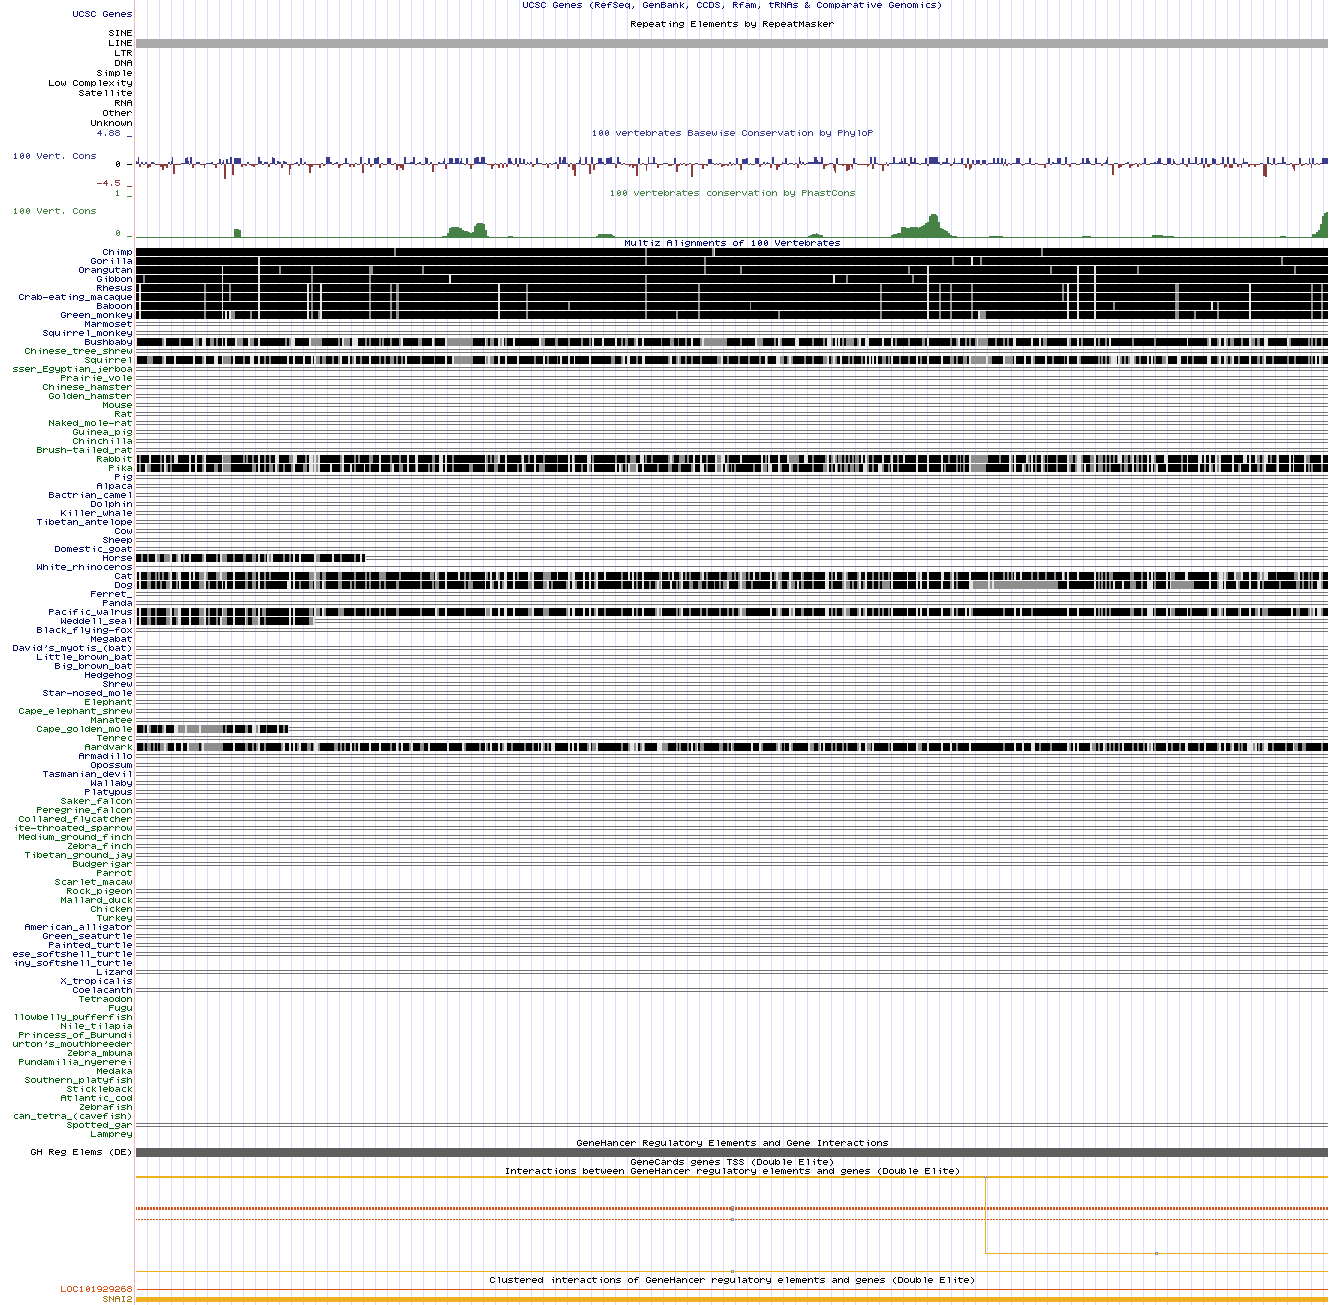 UCSC Genes (RefSeq, GenBank, CCDS, Rfam, tRNAs & Comparative Genomics)
UCSC Genes
Repeating Elements by RepeatMasker
SINE
LINE
LTR
DNA
Simple
Low Complexity
Satellite
RNA
Other
Unknown
4.88 _
100 vertebrates Basewise Conservation by PhyloP
100 Vert. Cons
0 _
-4.5 _
100 vertebrates conservation by PhastCons
1 _
100 Vert. Cons
0 _
Multiz Alignments of 100 Vertebrates
Chimp
Gorilla
Orangutan
Gibbon
Rhesus
Crab-eating_macaque
Baboon
Green_monkey
Marmoset
Squirrel_monkey
Bushbaby
Chinese_tree_shrew
Squirrel
sser_Egyptian_jerboa
Prairie_vole
Chinese_hamster
Golden_hamster
Mouse
Rat
Naked_mole-rat
Guinea_pig
Chinchilla
Brush-tailed_rat
Rabbit
Pika
Pig
Alpaca
Bactrian_camel
Dolphin
Killer_whale
Tibetan_antelope
Cow
Sheep
Domestic_goat
Horse
White_rhinoceros
Cat
Dog
Ferret_
Panda
Pacific_walrus
Weddell_seal
Black_flying-fox
Megabat
David's_myotis_(bat)
Little_brown_bat
Big_brown_bat
Hedgehog
Shrew
Star-nosed_mole
Elephant
Cape_elephant_shrew
Manatee
Cape_golden_mole
Tenrec
Aardvark
Armadillo
Opossum
Tasmanian_devil
Wallaby
Platypus
Saker_falcon
Peregrine_falcon
Collared_flycatcher
ite-throated_sparrow
Medium_ground_finch
Zebra_finch
Tibetan_ground_jay
Budgerigar
Parrot
Scarlet_macaw
Rock_pigeon
Mallard_duck
Chicken
Turkey
American_alligator
Green_seaturtle
Painted_turtle
ese_softshell_turtle
iny_softshell_turtle
Lizard
X_tropicalis
Coelacanth
Tetraodon
Fugu
llowbelly_pufferfish
Nile_tilapia
Princess_of_Burundi
urton's_mouthbreeder
Zebra_mbuna
Pundamilia_nyererei
Medaka
Southern_platyfish
Stickleback
Atlantic_cod
Zebrafish
can_tetra_(cavefish)
Spotted_gar
Lamprey
GeneHancer Regulatory Elements and Gene Interactions
GH Reg Elems (DE)
GeneCards genes TSS (Double Elite)
Interactions between GeneHancer regulatory elements and genes (Double Elite)
Clustered interactions of GeneHancer regulatory elements and genes (Double Elite)
LOC101929268
SNAI2